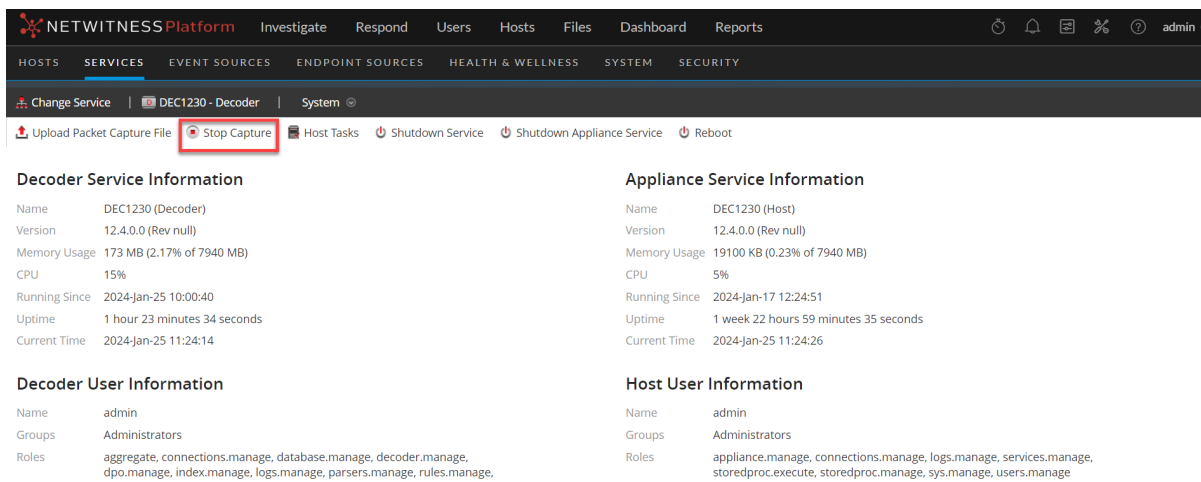 NETWITNESS Platform Investigate Respond Users Hosts Files Dashboard Reports admin
HOSTS SERVICES EVENT SOURCES ENDPOINT SOURCES HEALTH & WELLNESS SYSTEM SECURITY
Change Service | DEC1230 - Decoder | System
Upload Packet Capture File Stop Capture Host Tasks Shutdown Service Shutdown Appliance Service Reboot
Decoder Service Information
Name DEC1230 (Decoder)
Version 12.4.0.0 (Rev null)
Memory Usage 173 MB (2.17% of 7940 MB)
CPU 15%
Running Since 2024-Jan-25 10:00:40
Uptime 1 hour 23 minutes 34 seconds
Current Time 2024-Jan-25 11:24:14
Appliance Service Information
Name DEC1230 (Host)
Version 12.4.0.0 (Rev null)
Memory Usage 19100 KB (0.23% of 7940 MB)
CPU 5%
Running Since 2024-Jan-17 12:24:51
Uptime 1 week 22 hours 59 minutes 35 seconds
Current Time 2024-Jan-25 11:24:26
Decoder User Information
Name admin
Groups Administrators
Roles aggregate, connections.manage, database.manage, decoder.manage,
dpo.manage, index.manage, logs.manage, parsers.manage, rules.manage,
Host User Information
Name admin
Groups Administrators
Roles appliance.manage, connections.manage, logs.manage, services.manage,
storedproc.execute, storedproc.manage, sys.manage, users.manage